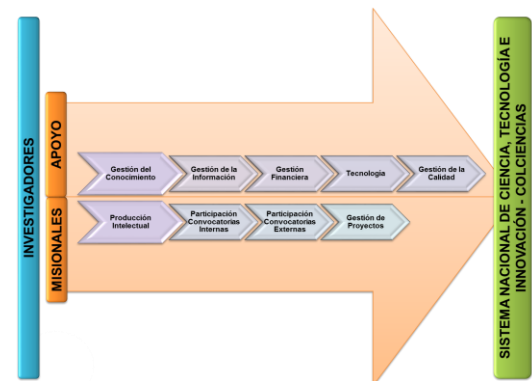 INVESTIGADORES
APOYO
Gestión del
Conocimiento
Gestión de la
Información
Gestión
Financiera
Tecnología
Gestión de la
Calidad
MISIONALES
Producción
Intelectual
Participación
Convocatorias
Internas
Participación
Convocatorias
Externas
Gestión de
Proyectos
SISTEMA NACIONAL DE CIENCIA, TECNOLOGÍA E
INNOVACIÓN - COLCIENCIAS